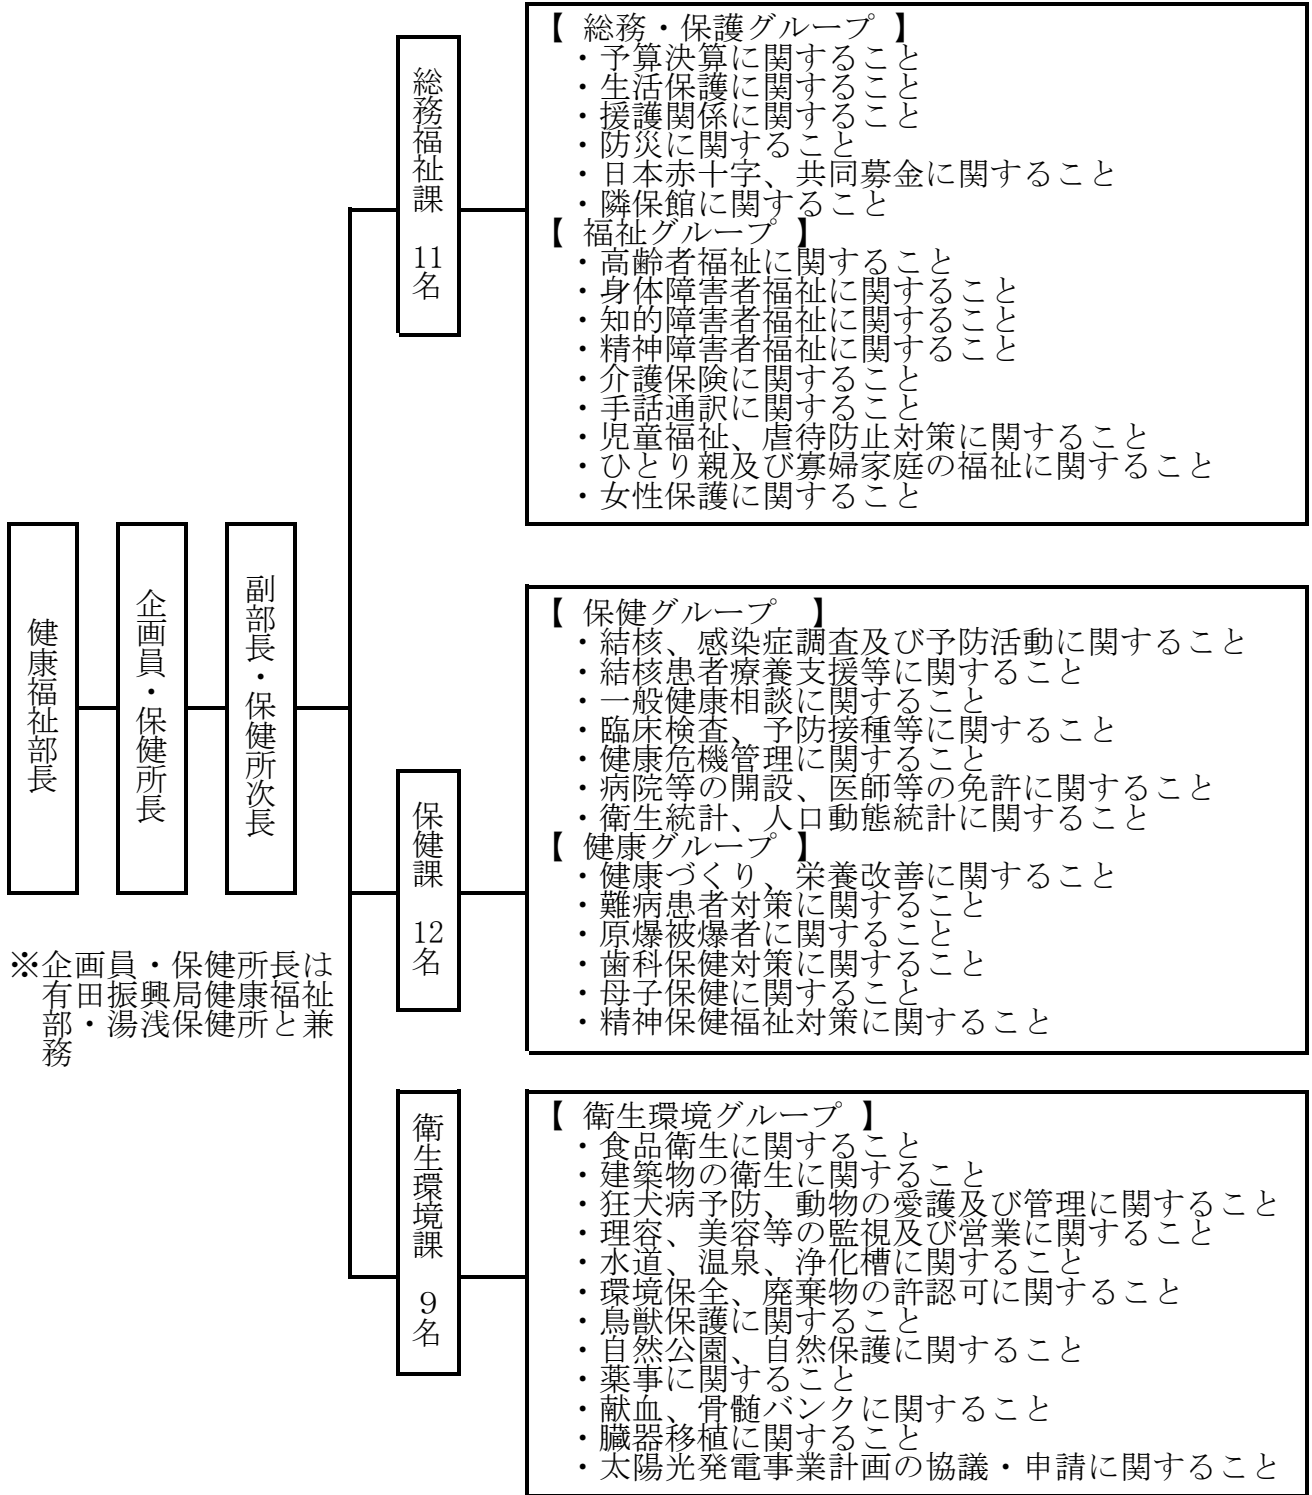 健康福祉部長
企画員・保健所長
副部長・保健所次長
※企画員・保健所長は
有田振興局健康福祉
部・湯浅保健所と兼
務
総務福祉課 11名
【 総務・保護グループ 】
・予算決算に関すること
・生活保護に関すること
・援護関係に関すること
・防災に関すること
・日本赤十字、共同募金に関すること
・隣保館に関すること
【 福祉グループ 】
・高齢者福祉に関すること
・身体障害者福祉に関すること
・知的障害者福祉に関すること
・精神障害者福祉に関すること
・介護保険に関すること
・手話通訳に関すること
・児童福祉、虐待防止対策に関すること
・ひとり親及び寡婦家庭の福祉に関すること
・女性保護に関すること
保健課 12名
【 保健グループ 】
・結核、感染症調査及び予防活動に関すること
・結核患者療養支援等に関すること
・一般健康相談に関すること
・臨床検査、予防接種等に関すること
・健康危機管理に関すること
・病院等の開設、医師等の免許に関すること
・衛生統計、人口動態統計に関すること
【 健康グループ 】
・健康づくり、栄養改善に関すること
・難病患者対策に関すること
・原爆被爆者に関すること
・歯科保健対策に関すること
・母子保健に関すること
・精神保健福祉対策に関すること
衛生環境課 9名
【 衛生環境グループ 】
・食品衛生に関すること
・建築物の衛生に関すること
・狂犬病予防、動物の愛護及び管理に関すること
・理容、美容等の監視及び営業に関すること
・水道、温泉、浄化槽に関すること
・環境保全、廃棄物の許認可に関すること
・鳥獣保護に関すること
・自然公園、自然保護に関すること
・薬事に関すること
・献血、骨髄バンクに関すること
・臓器移植に関すること
・太陽光発電事業計画の協議・申請に関すること